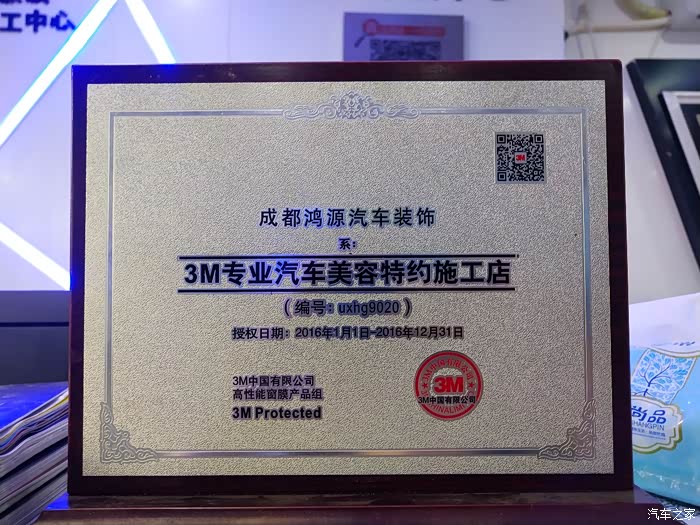 工中心
3M
成都鸿源汽车装饰
系：
3M专业汽车美容特约施工店
（编号：uxhg9020）
授权日期：2016年1月1日-2016年12月31日
3M中国有限公司
高性能窗膜产品组
3M Protected
3M
3M中国有限公司
尚品
SHANGPIN
汽车之家